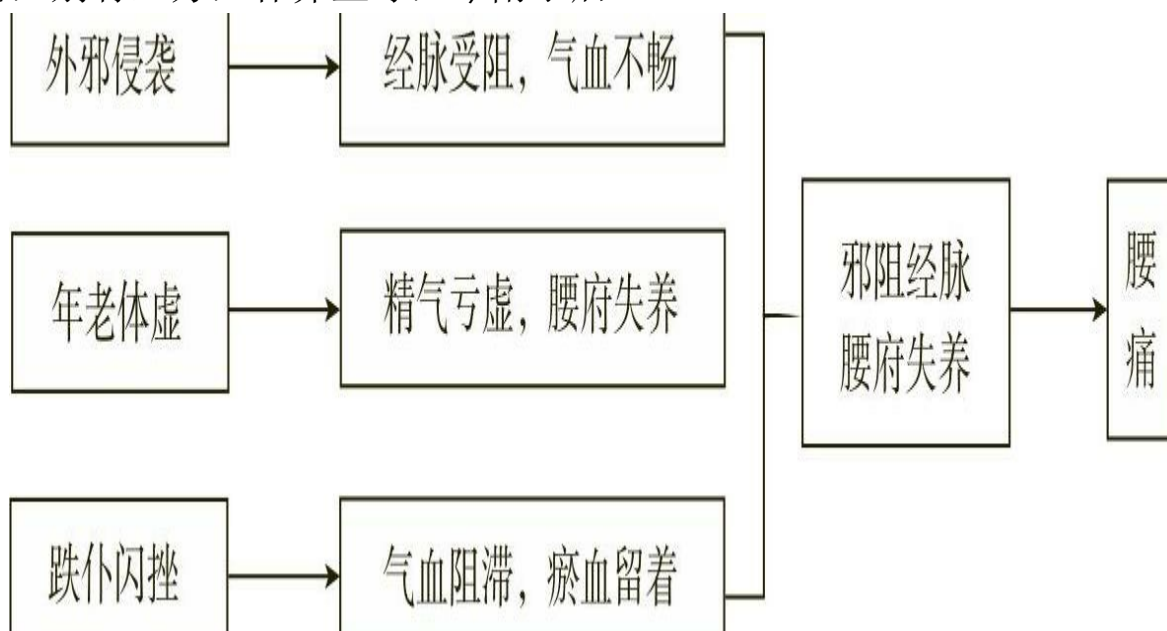 外邪侵袭
经脉受阻，气血不畅
年老体虚
精气亏虚，腰府失养
邪阻经脉
腰府失养
腰
痛
跌仆闪挫
气血阻滞，瘀血留着